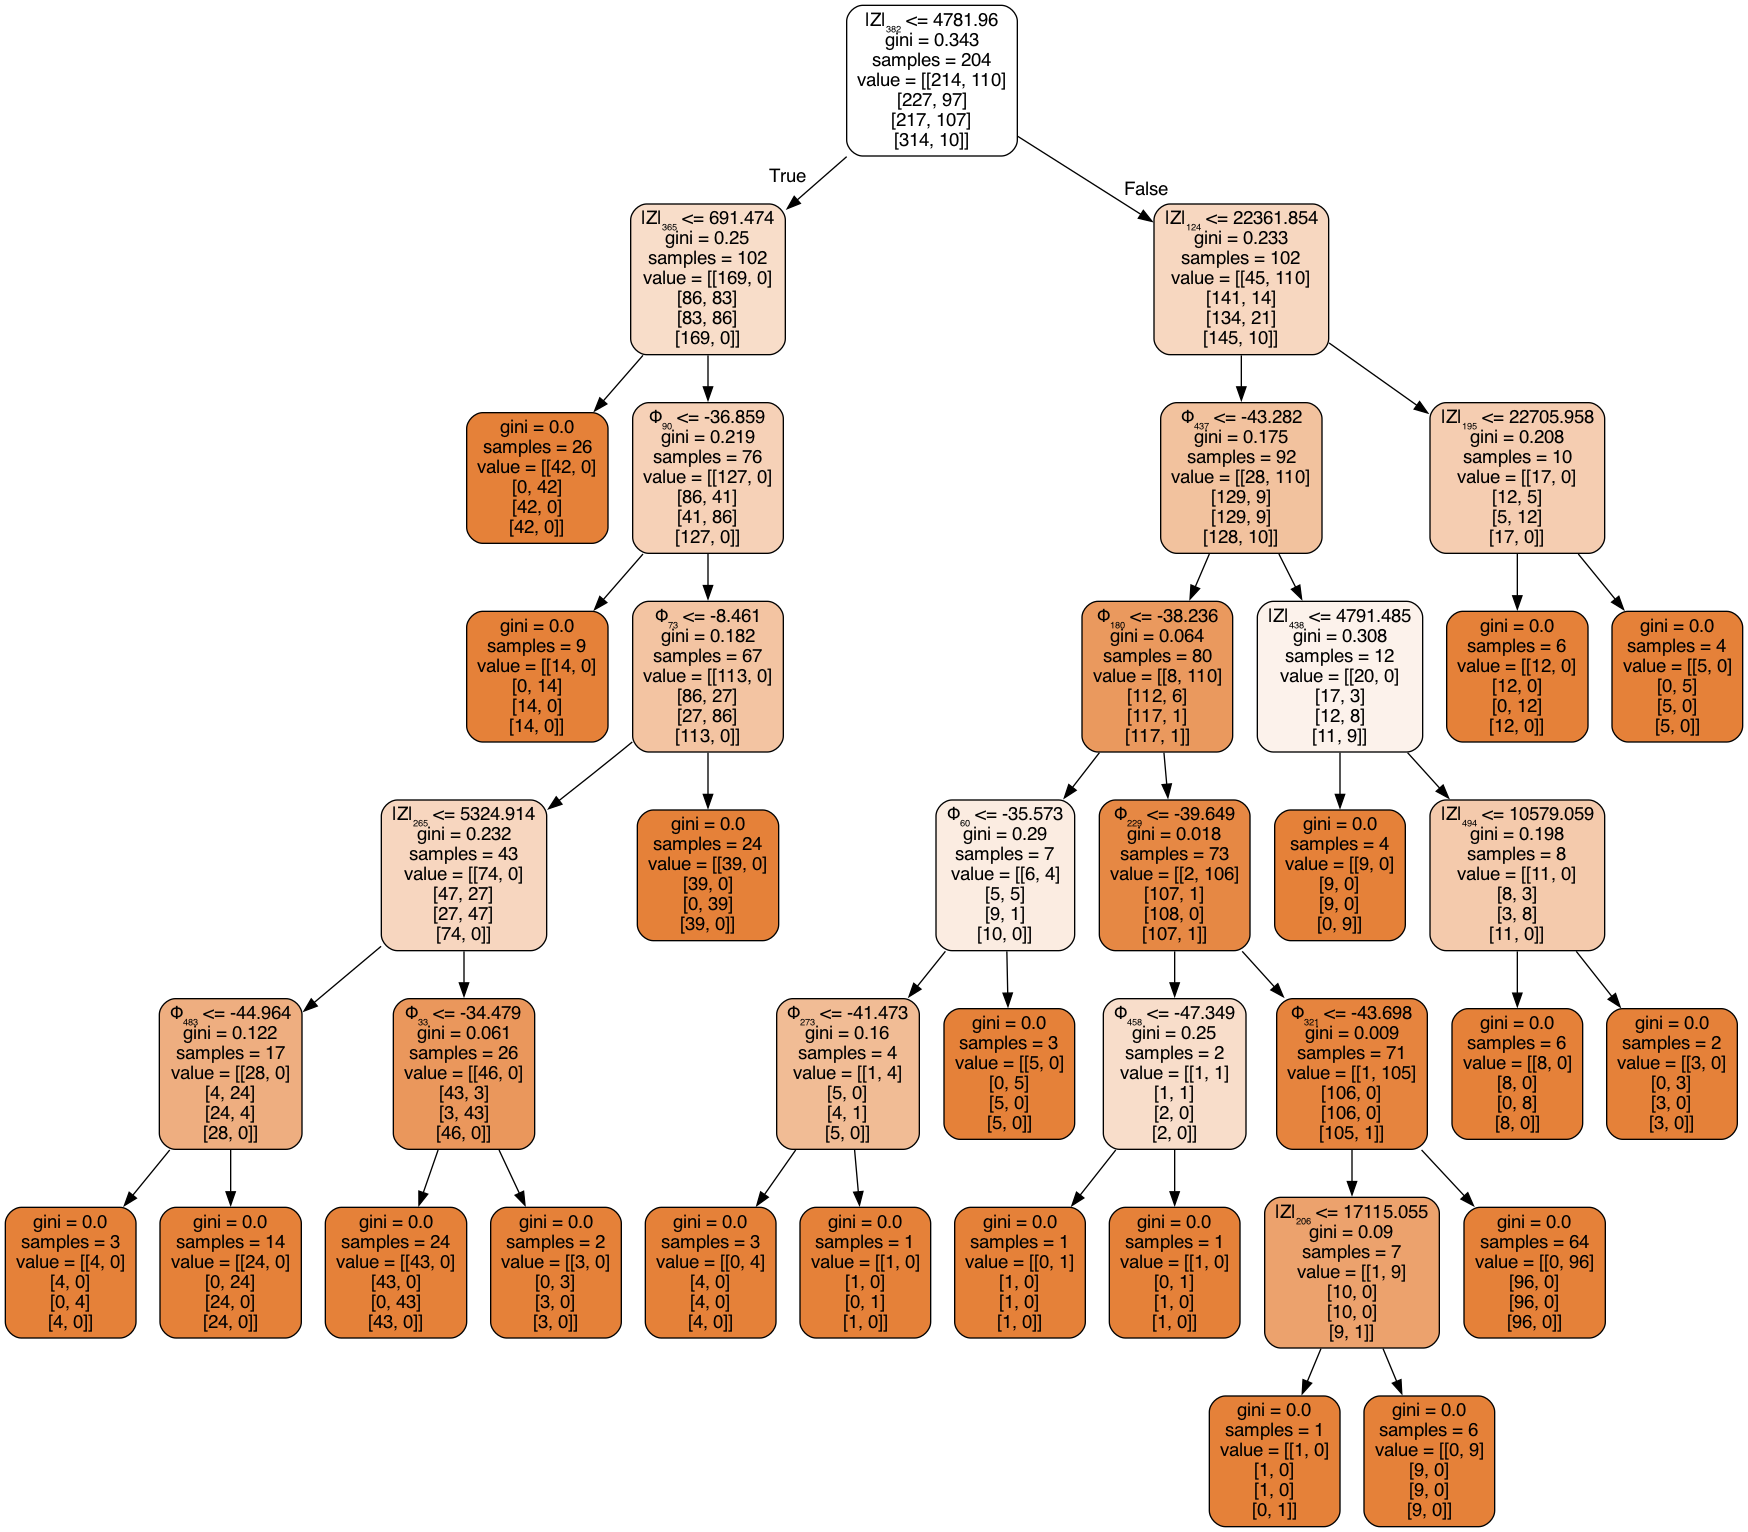 |Z|₃₈₂ <= 4781.96
gini = 0.343
samples = 204
value = [[214, 110]
[227, 97]
[217, 107]
[314, 10]]
True
False
|Z|₃₆₅ <= 691.474
gini = 0.25
samples = 102
value = [[169, 0]
[86, 83]
[83, 86]
[169, 0]]
|Z|₁₂₄ <= 22361.854
gini = 0.233
samples = 102
value = [[45, 110]
[141, 14]
[134, 21]
[145, 10]]
gini = 0.0
samples = 26
value = [[42, 0]
[0, 42]
[42, 0]
[42, 0]]
Φ₉₀ <= -36.859
gini = 0.219
samples = 76
value = [[127, 0]
[86, 41]
[41, 86]
[127, 0]]
Φ₄₃₇ <= -43.282
gini = 0.175
samples = 92
value = [[28, 110]
[129, 9]
[129, 9]
[128, 10]]
|Z|₁₉₅ <= 22705.958
gini = 0.208
samples = 10
value = [[17, 0]
[12, 5]
[5, 12]
[17, 0]]
gini = 0.0
samples = 9
value = [[14, 0]
[0, 14]
[14, 0]
[14, 0]]
Φ₇₃ <= -8.461
gini = 0.182
samples = 67
value = [[113, 0]
[86, 27]
[27, 86]
[113, 0]]
Φ₁₈₀ <= -38.236
gini = 0.064
samples = 80
value = [[8, 110]
[112, 6]
[117, 1]
[117, 1]]
|Z|₄₃₈ <= 4791.485
gini = 0.308
samples = 12
value = [[20, 0]
[17, 3]
[12, 8]
[11, 9]]
gini = 0.0
samples = 6
value = [[12, 0]
[12, 0]
[0, 12]
[12, 0]]
gini = 0.0
samples = 4
value = [[5, 0]
[0, 5]
[5, 0]
[5, 0]]
|Z|₂₆₅ <= 5324.914
gini = 0.232
samples = 43
value = [[74, 0]
[47, 27]
[27, 47]
[74, 0]]
gini = 0.0
samples = 24
value = [[39, 0]
[39, 0]
[0, 39]
[39, 0]]
Φ₆₀ <= -35.573
gini = 0.29
samples = 7
value = [[6, 4]
[5, 5]
[9, 1]
[10, 0]]
Φ₂₂₉ <= -39.649
gini = 0.018
samples = 73
value = [[2, 106]
[107, 1]
[108, 0]
[107, 1]]
gini = 0.0
samples = 4
value = [[9, 0]
[9, 0]
[9, 0]
[0, 9]]
|Z|₄₉₄ <= 10579.059
gini = 0.198
samples = 8
value = [[11, 0]
[8, 3]
[3, 8]
[11, 0]]
Φ₄₈₃ <= -44.964
gini = 0.122
samples = 17
value = [[28, 0]
[4, 24]
[24, 4]
[28, 0]]
Φ₃₃ <= -34.479
gini = 0.061
samples = 26
value = [[46, 0]
[43, 3]
[3, 43]
[46, 0]]
Φ₂₇₃ <= -41.473
gini = 0.16
samples = 4
value = [[1, 4]
[5, 0]
[4, 1]
[5, 0]]
gini = 0.0
samples = 3
value = [[5, 0]
[0, 5]
[5, 0]
[5, 0]]
Φ₄₅₈ <= -47.349
gini = 0.25
samples = 2
value = [[1, 1]
[1, 1]
[2, 0]
[2, 0]]
Φ₃₂₁ <= -43.698
gini = 0.009
samples = 71
value = [[1, 105]
[106, 0]
[106, 0]
[105, 1]]
gini = 0.0
samples = 6
value = [[8, 0]
[8, 0]
[0, 8]
[8, 0]]
gini = 0.0
samples = 2
value = [[3, 0]
[0, 3]
[3, 0]
[3, 0]]
gini = 0.0
samples = 3
value = [[4, 0]
[4, 0]
[0, 4]
[4, 0]]
gini = 0.0
samples = 14
value = [[24, 0]
[0, 24]
[24, 0]
[24, 0]]
gini = 0.0
samples = 24
value = [[43, 0]
[43, 0]
[0, 43]
[43, 0]]
gini = 0.0
samples = 2
value = [[3, 0]
[0, 3]
[3, 0]
[3, 0]]
gini = 0.0
samples = 3
value = [[0, 4]
[4, 0]
[4, 0]
[4, 0]]
gini = 0.0
samples = 1
value = [[1, 0]
[1, 0]
[0, 1]
[1, 0]]
gini = 0.0
samples = 1
value = [[0, 1]
[1, 0]
[1, 0]
[1, 0]]
gini = 0.0
samples = 1
value = [[1, 0]
[0, 1]
[1, 0]
[1, 0]]
|Z|₂₀₆ <= 17115.055
gini = 0.09
samples = 7
value = [[1, 9]
[10, 0]
[10, 0]
[9, 1]]
gini = 0.0
samples = 64
value = [[0, 96]
[96, 0]
[96, 0]
[96, 0]]
gini = 0.0
samples = 1
value = [[1, 0]
[1, 0]
[1, 0]
[0, 1]]
gini = 0.0
samples = 6
value = [[0, 9]
[9, 0]
[9, 0]
[9, 0]]